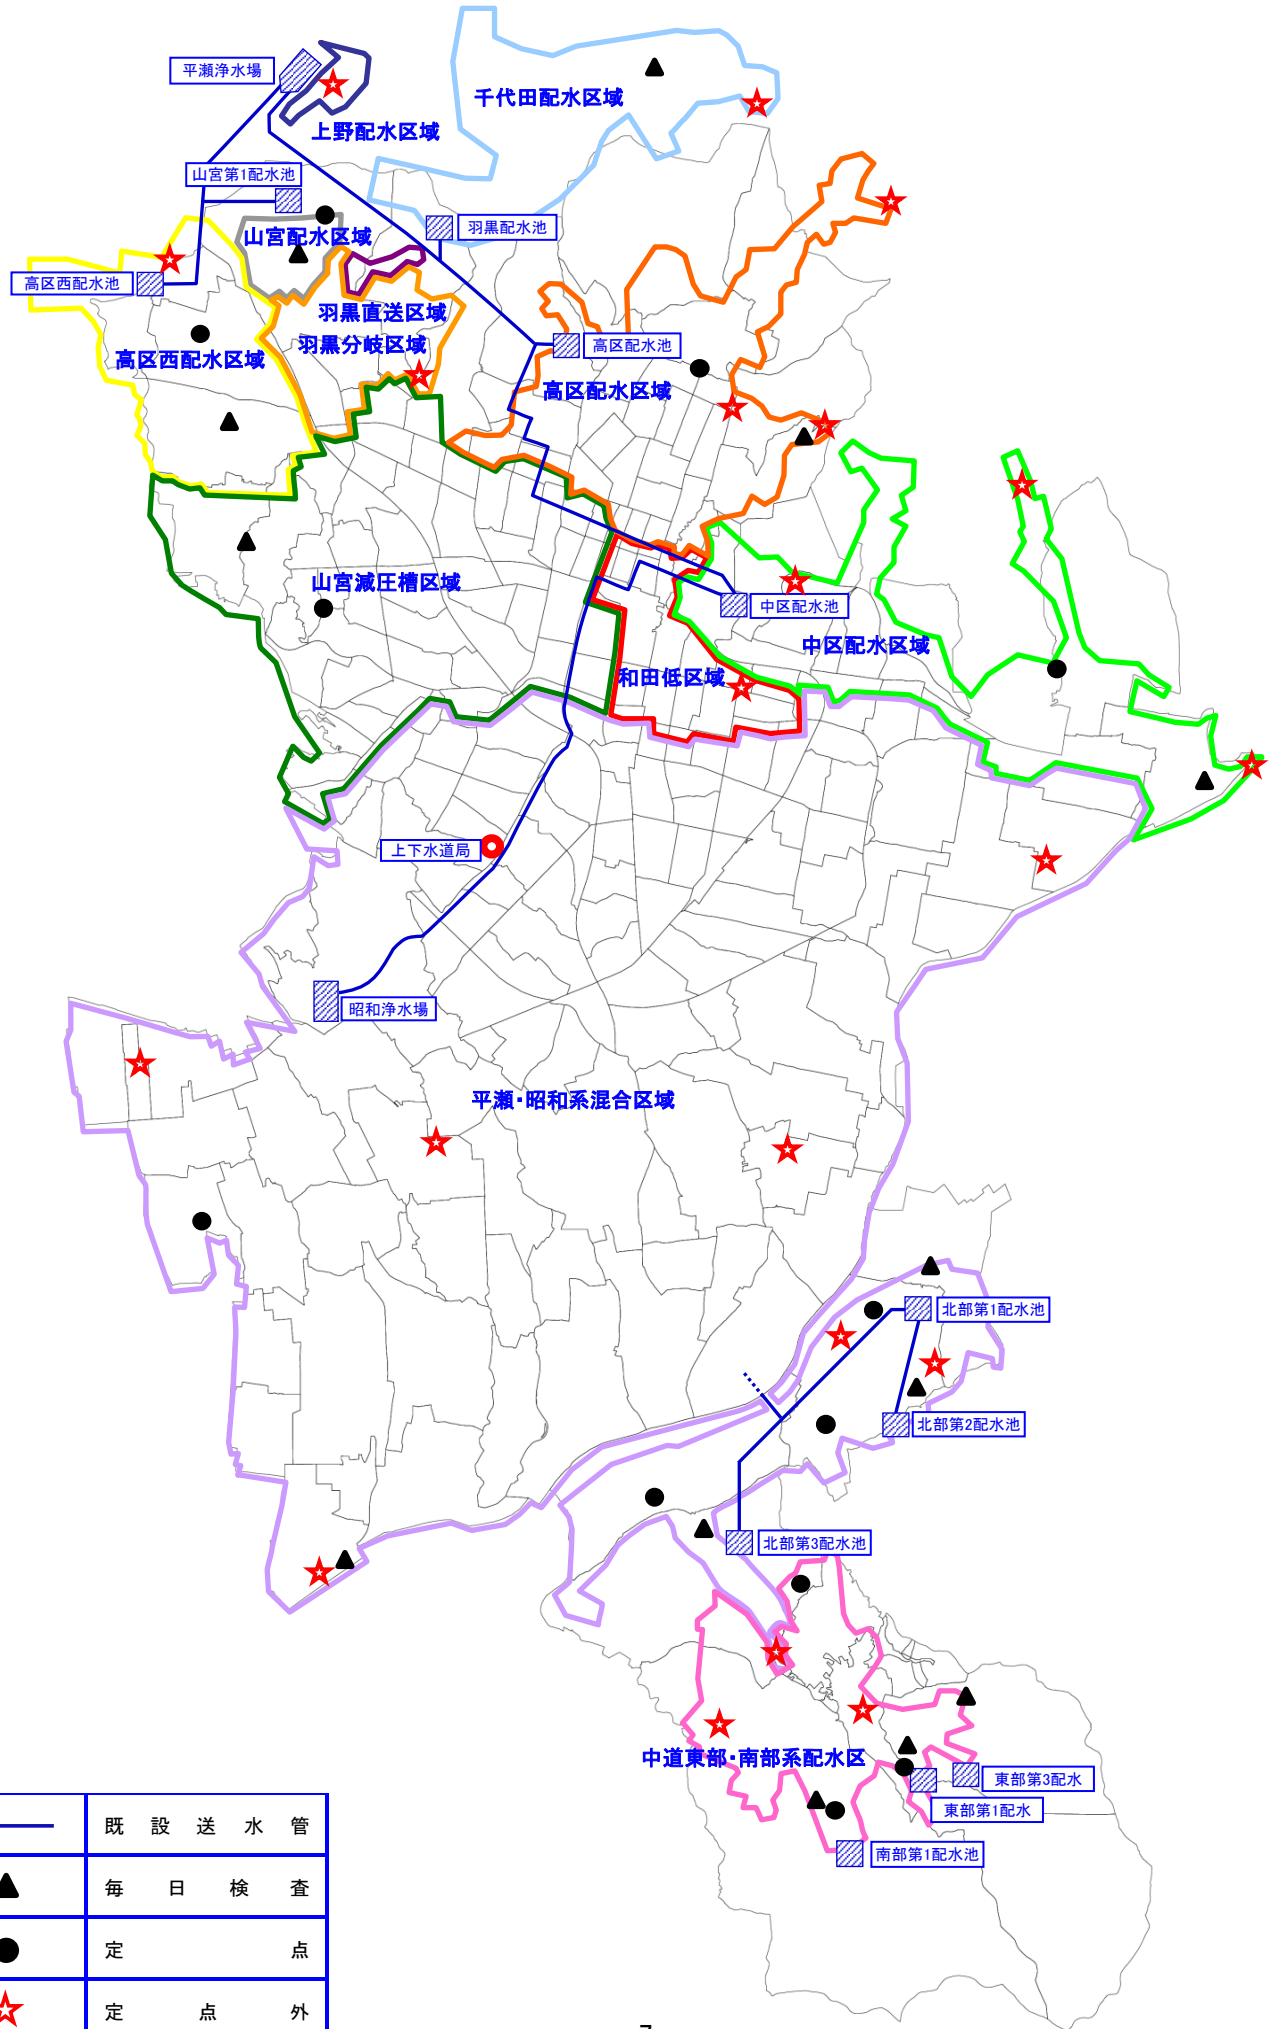 平瀬浄水場
千代田配水区域
上野配水区域
山宮第1配水池
羽黒配水池
山宮配水区域
高区西配水池
羽黒直送区域
羽黒分岐区域
高区配水池
高区西配水区域
高区配水区域
山宮減圧槽区域
中区配水池
中区配水区域
和田低区域
上下水道局
昭和浄水場
平瀬・昭和系混合区域
北部第1配水池
北部第2配水池
北部第3配水池
中道東部・南部系配水区
東部第3配水
東部第1配水
南部第1配水池
既設送水管
毎日検査
定点
定点外